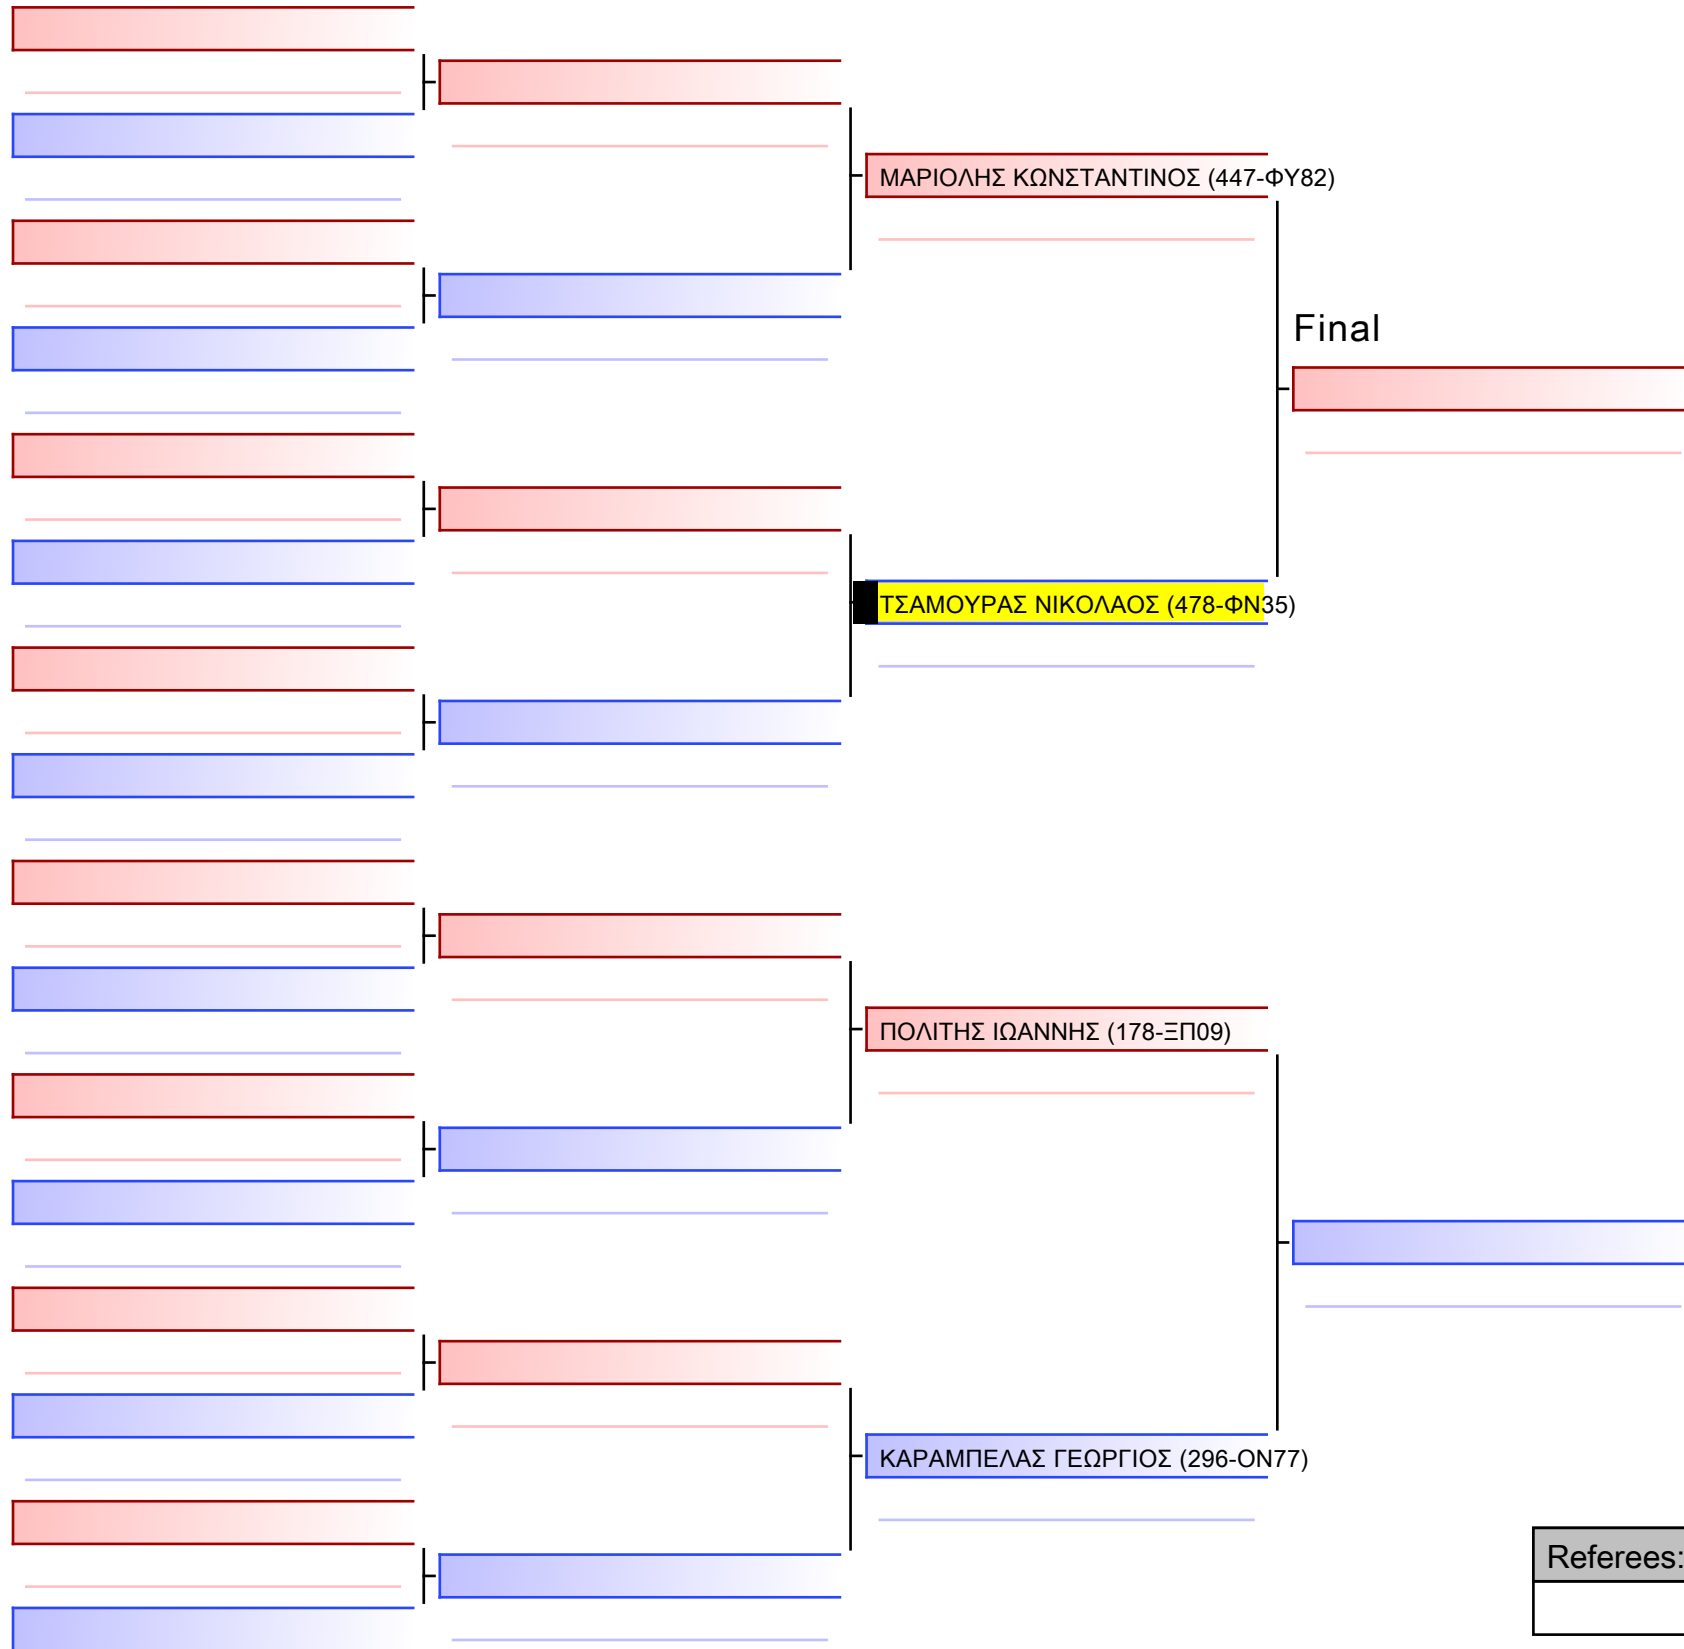 ΜΑΡΙΟΛΗΣ ΚΩΝΣΤΑΝΤΙΝΟΣ (447-ΦΥ82)
Final
ΤΣΑΜΟΥΡΑΣ ΝΙΚΟΛΑΟΣ (478-ΦΝ35)
ΠΟΛΙΤΗΣ ΙΩΑΝΝΗΣ (178-ΞΠ09)
ΚΑΡΑΜΠΕΛΑΣ ΓΕΩΡΓΙΟΣ (296-ΟΝ77)
Referees: